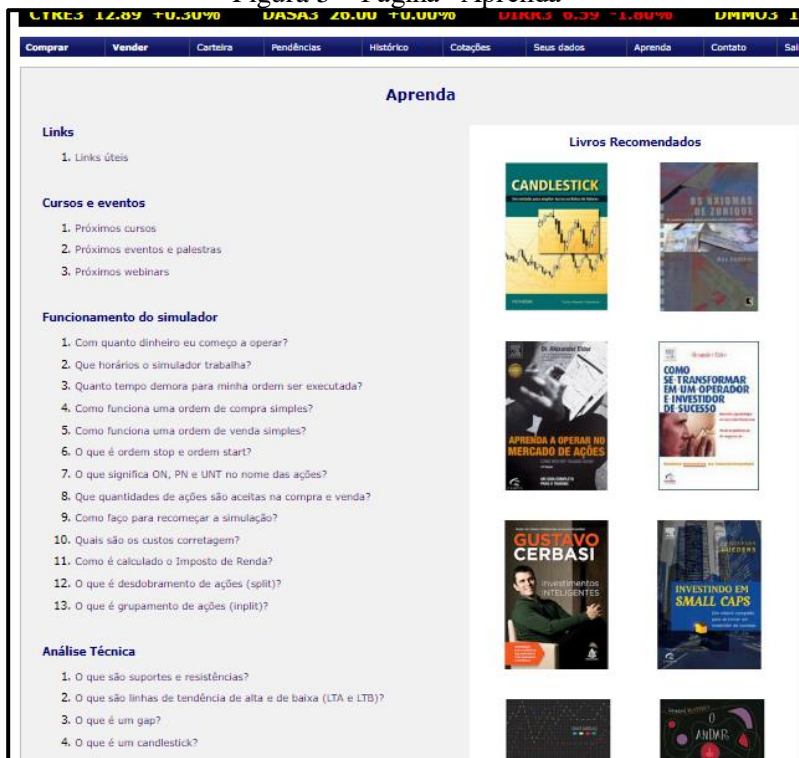 CYRE3 12.89 +0.30% DASA3 26.00 +0.00% DIRR3 6.59 -1.80% DMMO3
Comprar Vender Carteira Pendências Histórico Cotações Seus dados Aprenda Contato Sai
Aprenda
Links
1. Links úteis
Cursos e eventos
1. Próximos cursos
2. Próximos eventos e palestras
3. Próximos webinars
Funcionamento do simulador
1. Com quanto dinheiro eu começo a operar?
2. Que horários o simulador trabalha?
3. Quanto tempo demora para minha ordem ser executada?
4. Como funciona uma ordem de compra simples?
5. Como funciona uma ordem de venda simples?
6. O que é ordem stop e ordem start?
7. O que significa ON, PN e UNT no nome das ações?
8. Que quantidades de ações são aceitas na compra e venda?
9. Como faço para recomeçar a simulação?
10. Quais são os custos corretagem?
11. Como é calculado o Imposto de Renda?
12. O que é desdobramento de ações (split)?
13. O que é grupamento de ações (inplit)?
Análise Técnica
1. O que são suportes e resistências?
2. O que são linhas de tendência de alta e de baixa (LTA e LTB)?
3. O que é um gap?
4. O que é um candlestick?
Livros Recomendados
CANDLESTICK
OS AXIOMAS
DE ZURIQUE
Dr. Alexander Elder
APRENDA A OPERAR NO
MERCADO DE AÇÕES
Alexander Elder
COMO
SE TRANSFORMAR
EM UM OPERADOR
E INVESTIDOR
DE SUCESSO
GUSTAVO
CERBASI
investimentos
INTELIGENTES
INVESTINDO EM
SMALL CAPS
O
ANDAR